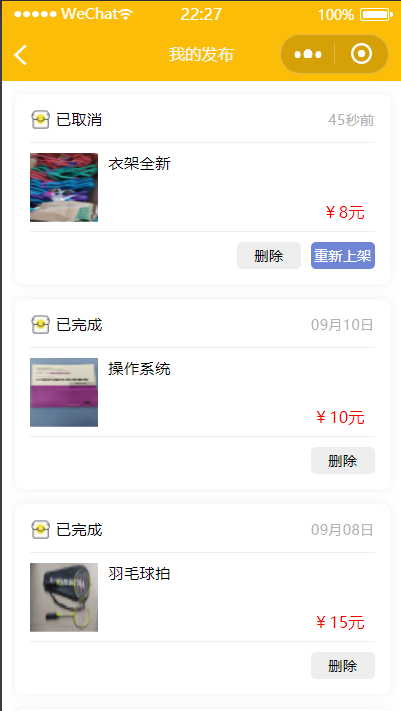 WeChat 22:27 100%
我的发布
已取消 45秒前
衣架全新
￥8元
删除 重新上架
已完成 09月10日
操作系统
￥10元
删除
已完成 09月08日
羽毛球拍
￥15元
删除